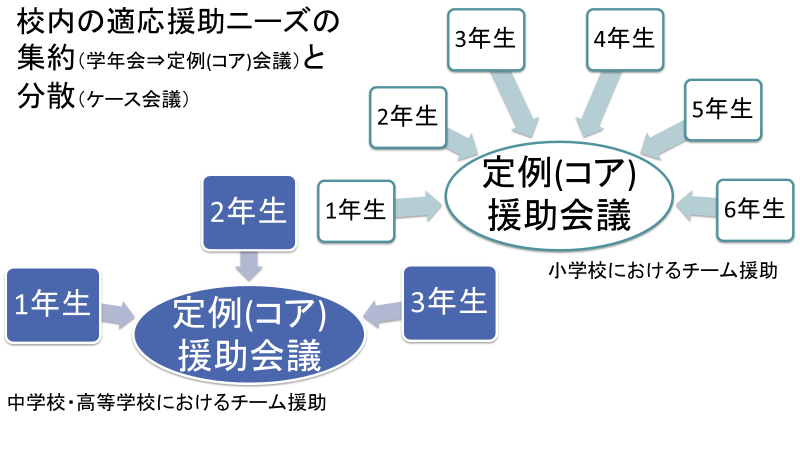 校内の適応援助ニーズの
集約(学年会⇒定例(コア)会議)と
分散(ケース会議)
3年生
4年生
2年生
5年生
1年生
6年生
定例(コア)
援助会議
小学校におけるチーム援助
2年生
1年生
3年生
定例(コア)
援助会議
中学校・高等学校におけるチーム援助